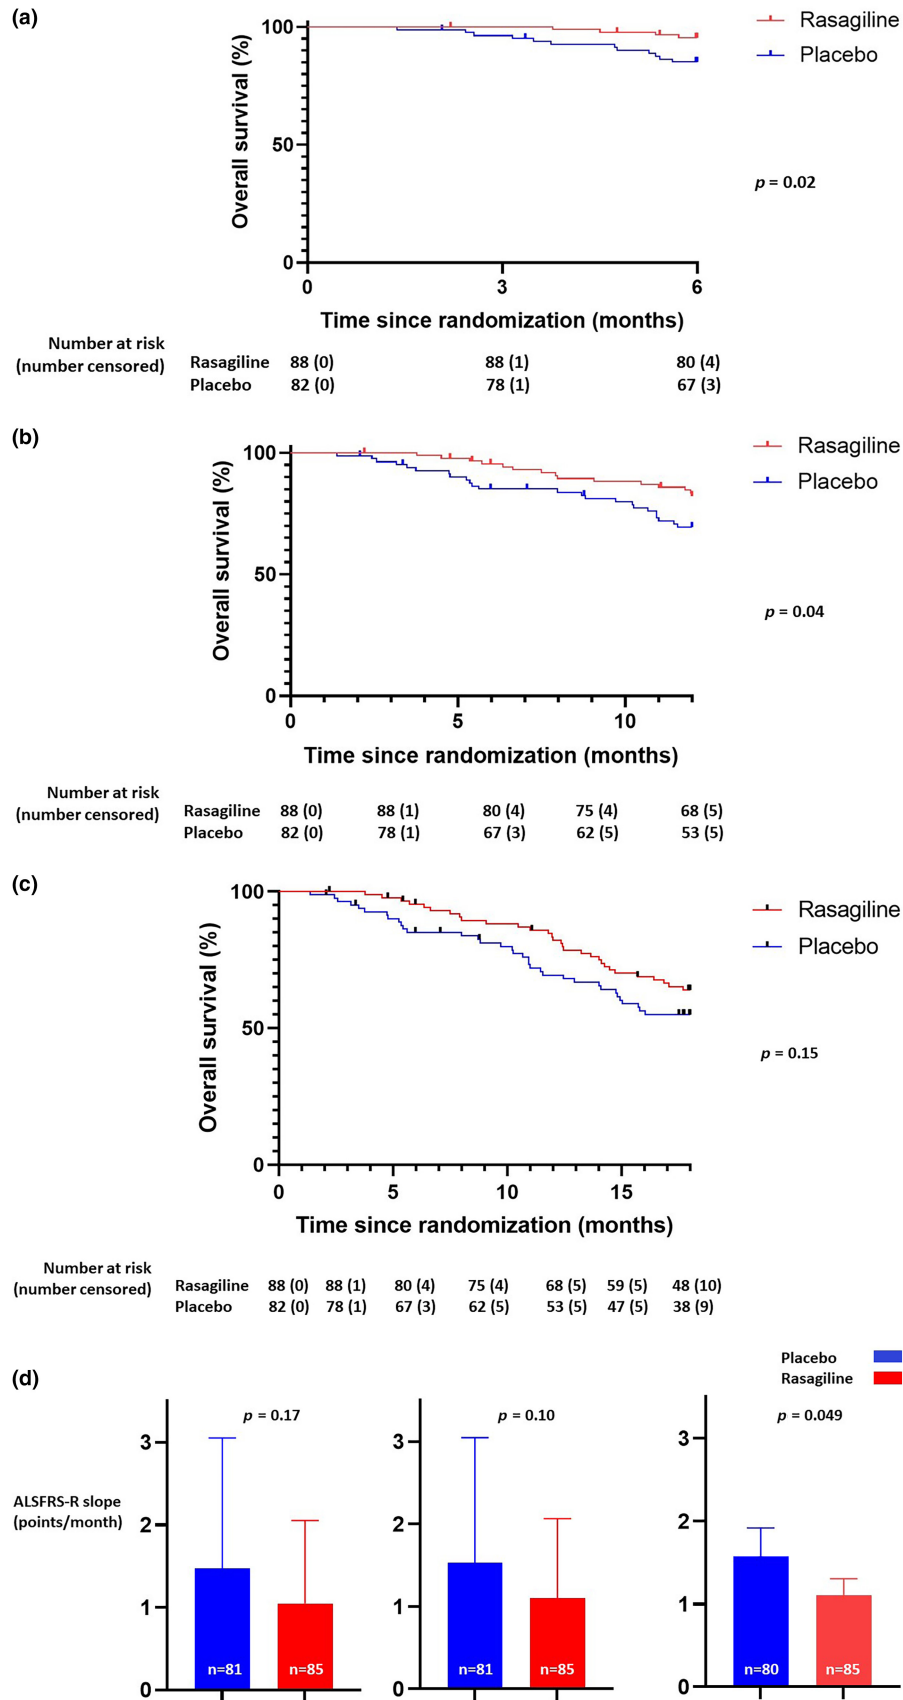 (a)
Rasagiline
Placebo
Overall survival (%)
100
50
0
p = 0.02
0 3 6
Time since randomization (months)
Number at risk
(number censored)
Rasagiline 88 (0) 88 (1) 80 (4)
Placebo 82 (0) 78 (1) 67 (3)
(b)
Rasagiline
Placebo
Overall survival (%)
100
50
0
p = 0.04
0 5 10
Time since randomization (months)
Number at risk
(number censored)
Rasagiline 88 (0) 88 (1) 80 (4) 75 (4) 68 (5)
Placebo 82 (0) 78 (1) 67 (3) 62 (5) 53 (5)
(c)
Rasagiline
Placebo
Overall survival (%)
100
50
0
p = 0.15
0 5 10 15
Time since randomization (months)
Number at risk
(number censored)
Rasagiline 88 (0) 88 (1) 80 (4) 75 (4) 68 (5) 59 (5) 48 (10)
Placebo 82 (0) 78 (1) 67 (3) 62 (5) 53 (5) 47 (5) 38 (9)
(d)
Placebo
Rasagiline
ALSFRS-R slope
(points/month)
p = 0.17
3
2
1
0
n=81 n=85
p = 0.10
3
2
1
0
n=81 n=85
p = 0.049
3
2
1
0
n=80 n=85